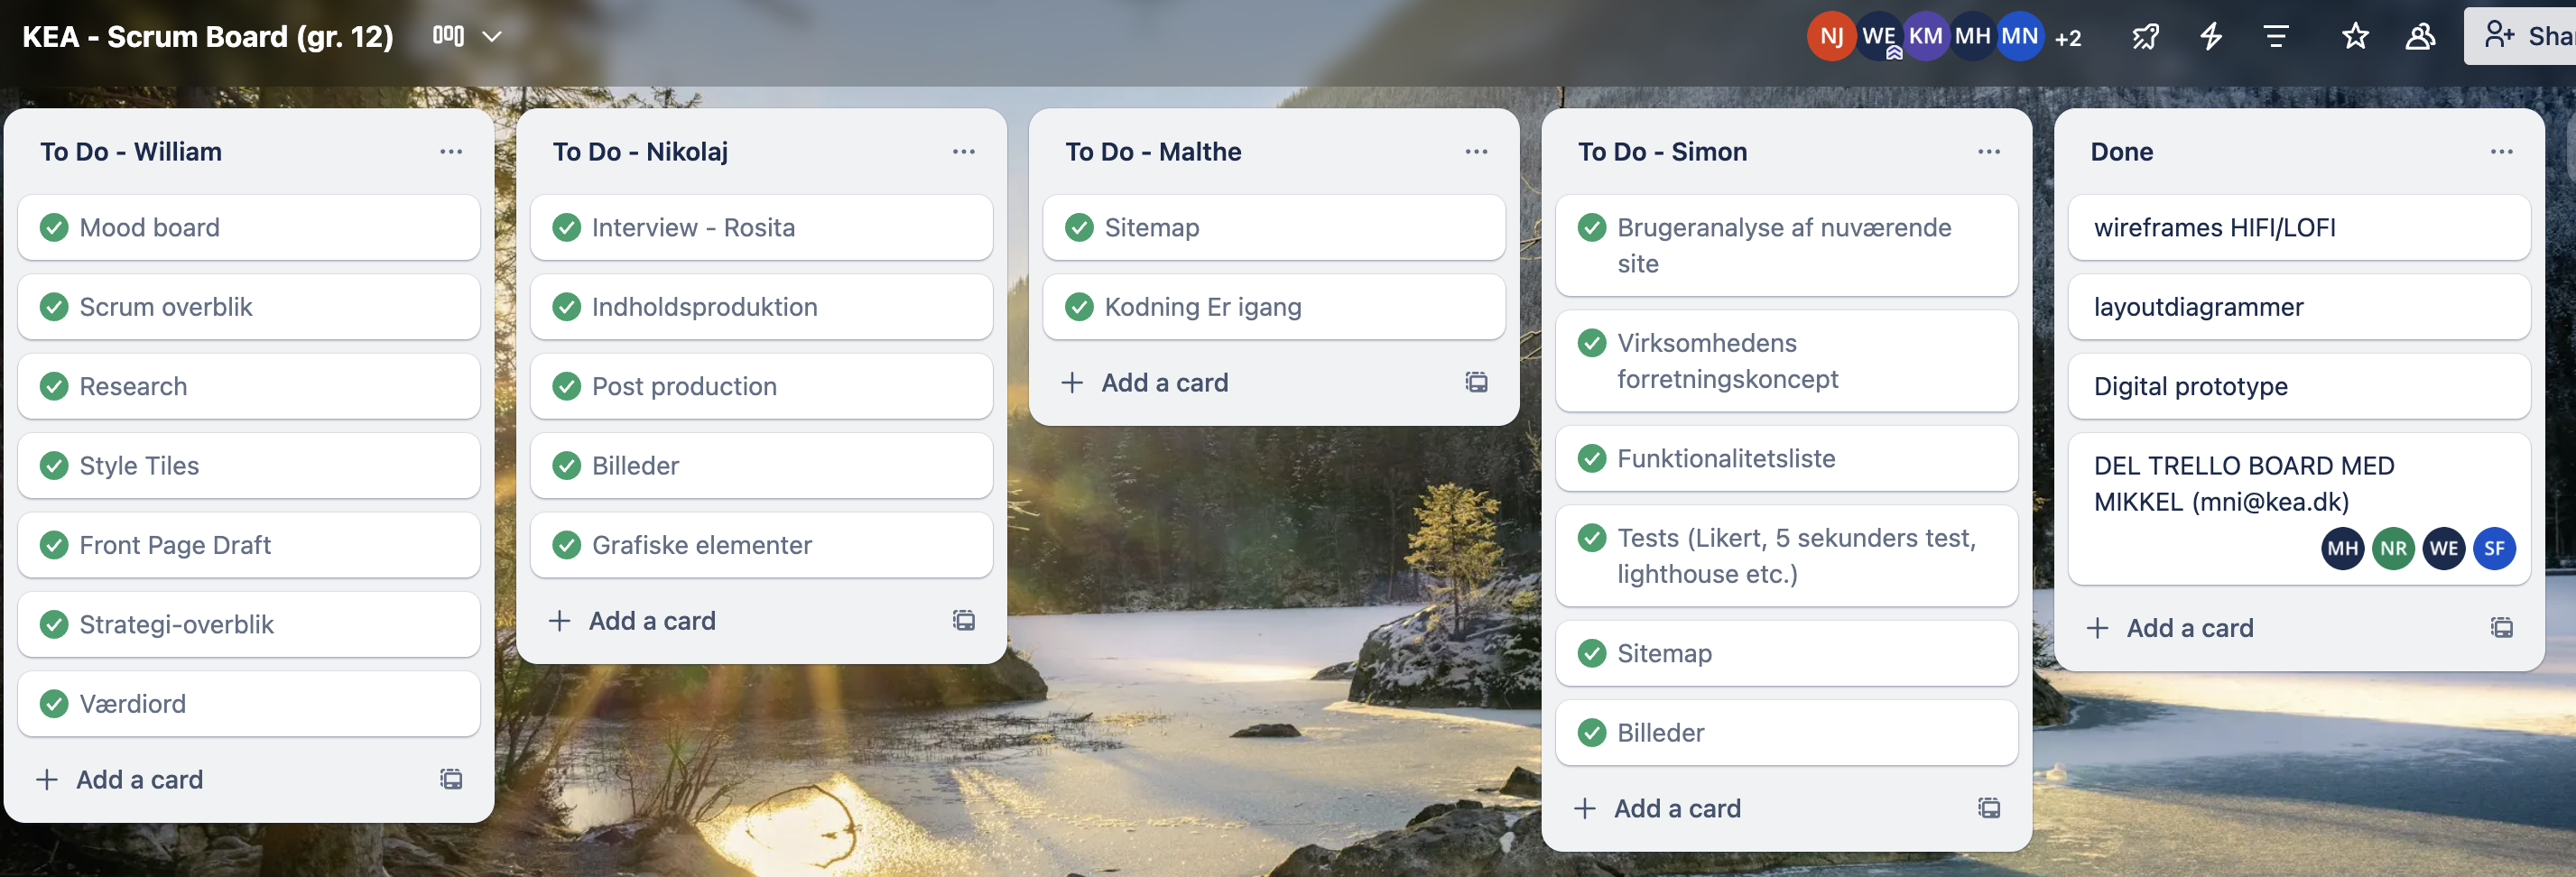 KEA - Scrum Board (gr. 12)
NJ WE KM MH MN +2
To Do - William
Mood board
Scrum overblik
Research
Style Tiles
Front Page Draft
Strategi-overblik
Værdiord
Add a card
To Do - Nikolaj
Interview - Rosita
Indholdsproduktion
Post production
Billeder
Grafiske elementer
Add a card
To Do - Malthe
Sitemap
Kodning Er igang
Add a card
To Do - Simon
Brugeranalyse af nuværende
site
Virksomhedens
forretningskoncept
Funktionalitetsliste
Tests (Likert, 5 sekunders test,
lighthouse etc.)
Sitemap
Billeder
Add a card
Done
wireframes HIFI/LOFI
layoutdiagrammer
Digital prototype
DEL TRELLO BOARD MED
MIKKEL (mni@kea.dk)
MH NR WE SF
Add a card